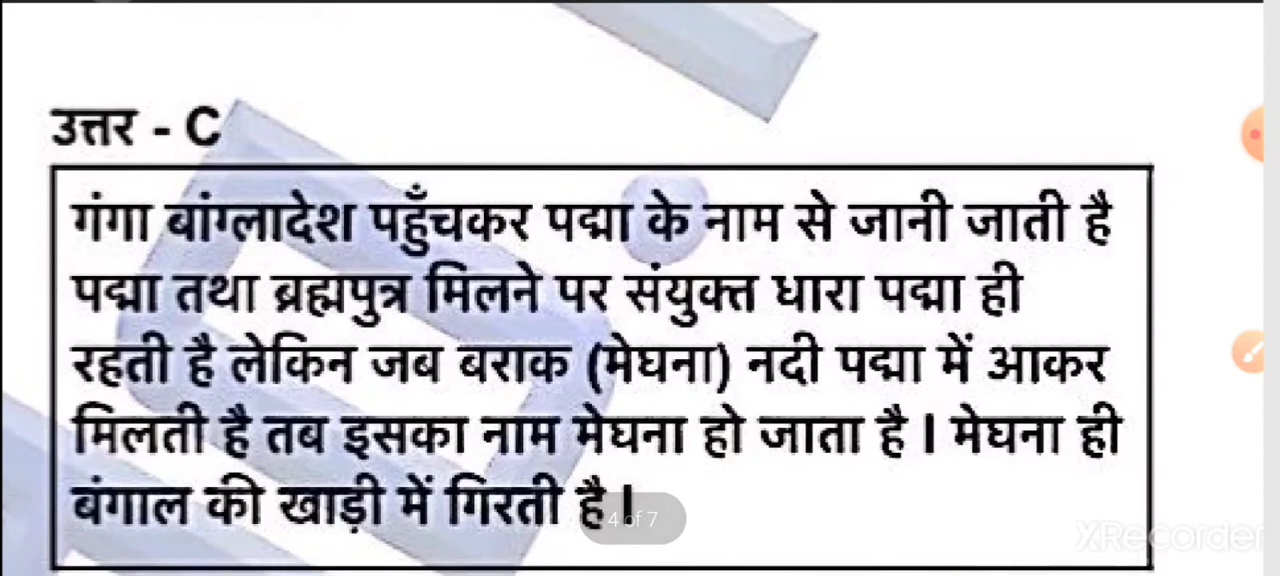 उत्तर - C
गंगा बांग्लादेश पहुँचकर पद्मा के नाम से जानी जाती है
पद्मा तथा ब्रह्मपुत्र मिलने पर संयुक्त धारा पद्मा ही
रहती है लेकिन जब बराक (मेघना) नदी पद्मा में आकर
मिलती है तब इसका नाम मेघना हो जाता है । मेघना ही
बंगाल की खाड़ी में गिरती है ।
4 of 7
XRecorder